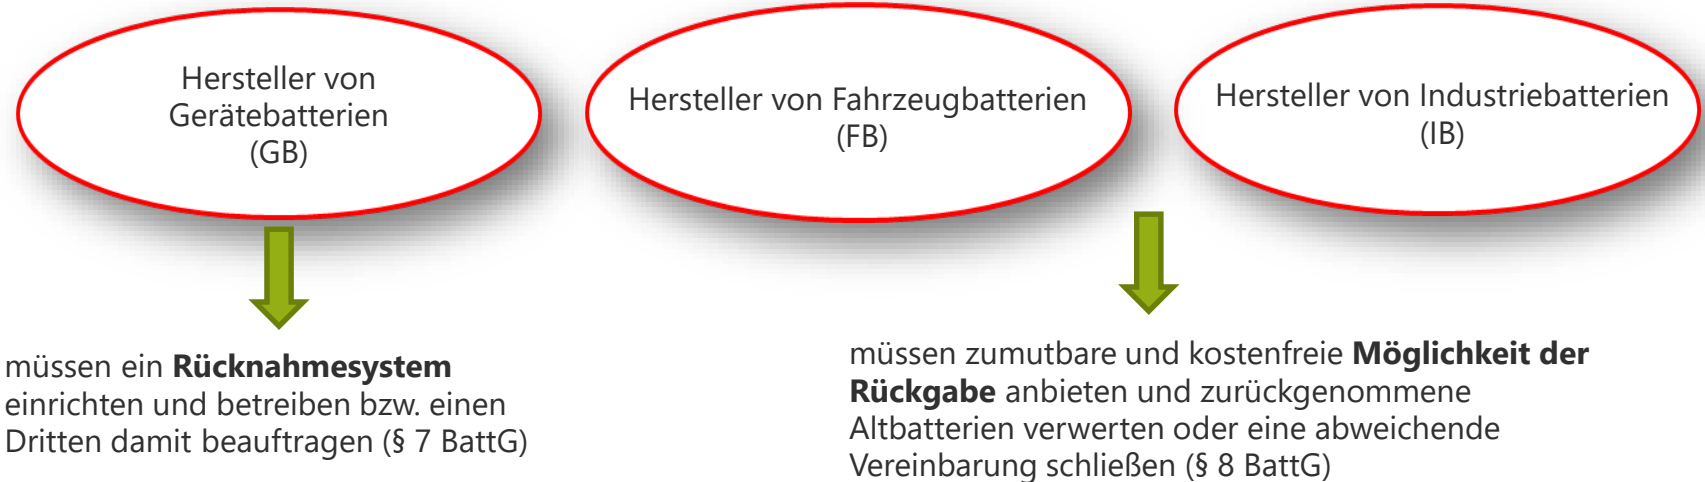 Hersteller von
Gerätebatterien
(GB)
Hersteller von Fahrzeugbatterien
(FB)
Hersteller von Industriebatterien
(IB)
müssen ein Rücknahmesystem
einrichten und betreiben bzw. einen
Dritten damit beauftragen (§ 7 BattG)
müssen zumutbare und kostenfreie Möglichkeit der
Rückgabe anbieten und zurückgenommene
Altbatterien verwerten oder eine abweichende
Vereinbarung schließen (§ 8 BattG)